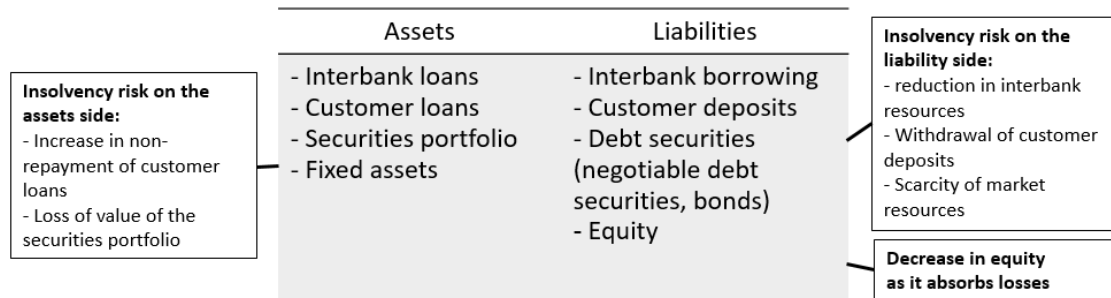 Assets
Liabilities
Insolvency risk on the
assets side:
- Increase in non-
repayment of customer
loans
- Loss of value of the
securities portfolio
- Interbank loans
- Customer loans
- Securities portfolio
- Fixed assets
- Interbank borrowing
- Customer deposits
- Debt securities
(negotiable debt
securities, bonds)
- Equity
Insolvency risk on the
liability side:
- reduction in interbank
resources
- Withdrawal of customer
deposits
- Scarcity of market
resources
Decrease in equity
as it absorbs losses